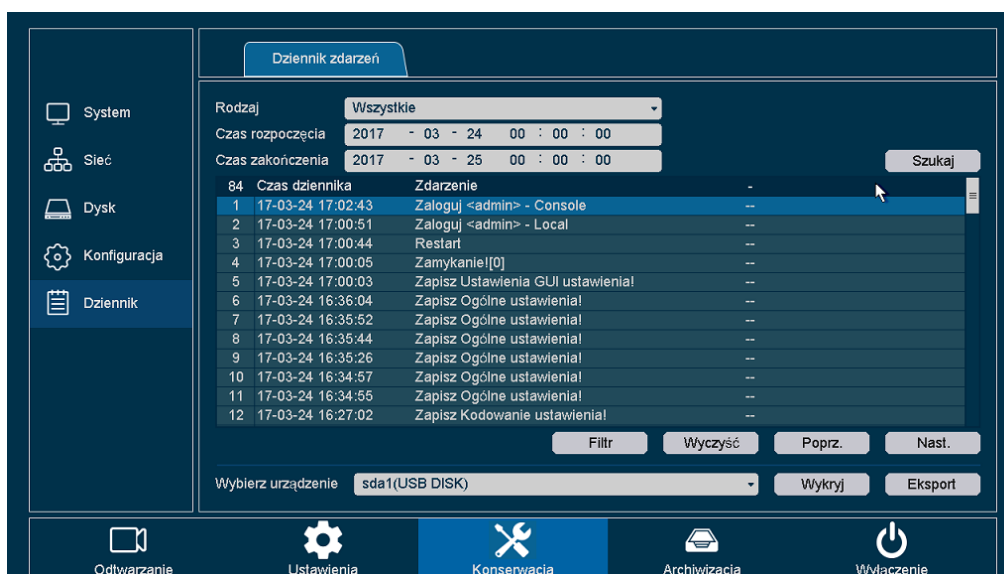 Dziennik zdarzeń
System
Sieć
Dysk
Konfiguracja
Dziennik
Rodzaj Wszystkie
Czas rozpoczęcia 2017 - 03 - 24 00 : 00 : 00
Czas zakończenia 2017 - 03 - 25 00 : 00 : 00 Szukaj
84 Czas dziennika Zdarzenie -
1 17-03-24 17:02:43 Zaloguj <admin> - Console --
2 17-03-24 17:00:51 Zaloguj <admin> - Local --
3 17-03-24 17:00:44 Restart --
4 17-03-24 17:00:05 Zamykanie![0] --
5 17-03-24 17:00:03 Zapisz Ustawienia GUI ustawienia! --
6 17-03-24 16:36:04 Zapisz Ogólne ustawienia! --
7 17-03-24 16:35:52 Zapisz Ogólne ustawienia! --
8 17-03-24 16:35:44 Zapisz Ogólne ustawienia! --
9 17-03-24 16:35:26 Zapisz Ogólne ustawienia! --
10 17-03-24 16:34:57 Zapisz Ogólne ustawienia! --
11 17-03-24 16:34:55 Zapisz Ogólne ustawienia! --
12 17-03-24 16:27:02 Zapisz Kodowanie ustawienia! --
Filtr Wyczyść Poprz. Nast.
Wybierz urządzenie sda1(USB DISK) Wykryj Eksport
Odtwarzanie Ustawienia Konserwacja Archiwizacja Wyłączenie